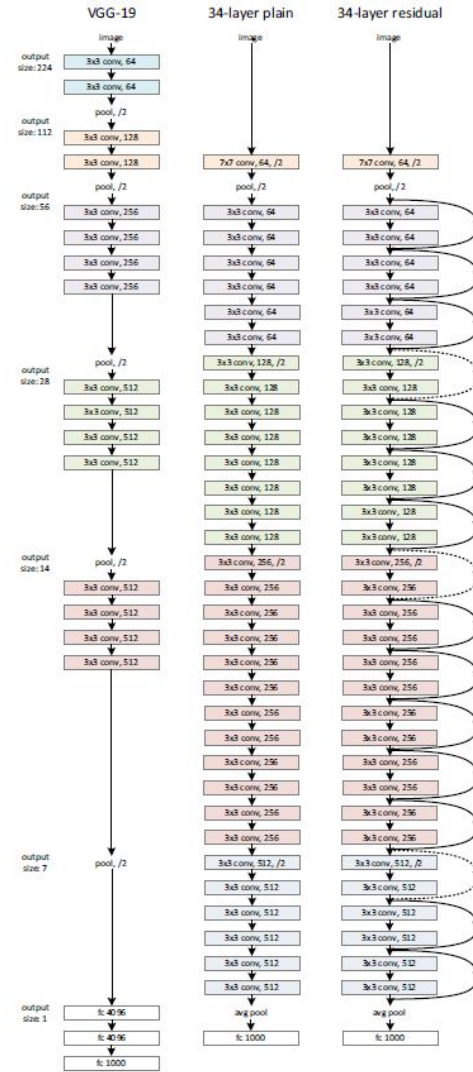 VGG-19
34-layer plain
34-layer residual
output
size: 224
output
size: 112
output
size: 56
output
size: 28
output
size: 14
output
size: 7
output
size: 1
image
3x3 conv, 64
3x3 conv, 64
pool, /2
3x3 conv, 128
3x3 conv, 128
pool, /2
3x3 conv, 256
3x3 conv, 256
3x3 conv, 256
3x3 conv, 256
pool, /2
3x3 conv, 512
3x3 conv, 512
3x3 conv, 512
3x3 conv, 512
pool, /2
3x3 conv, 512
3x3 conv, 512
3x3 conv, 512
3x3 conv, 512
pool, /2
fc 4096
fc 4096
fc 1000
image
7x7 conv, 64, /2
pool, /2
3x3 conv, 64
3x3 conv, 64
3x3 conv, 64
3x3 conv, 64
3x3 conv, 64
3x3 conv, 64
3x3 conv, 128, /2
3x3 conv, 128
3x3 conv, 128
3x3 conv, 128
3x3 conv, 128
3x3 conv, 128
3x3 conv, 128
3x3 conv, 128
3x3 conv, 256, /2
3x3 conv, 256
3x3 conv, 256
3x3 conv, 256
3x3 conv, 256
3x3 conv, 256
3x3 conv, 256
3x3 conv, 256
3x3 conv, 256
3x3 conv, 256
3x3 conv, 256
3x3 conv, 256
3x3 conv, 512, /2
3x3 conv, 512
3x3 conv, 512
3x3 conv, 512
3x3 conv, 512
3x3 conv, 512
avg pool
fc 1000
image
7x7 conv, 64, /2
pool, /2
3x3 conv, 64
3x3 conv, 64
3x3 conv, 64
3x3 conv, 64
3x3 conv, 64
3x3 conv, 64
3x3 conv, 128, /2
3x3 conv, 128
3x3 conv, 128
3x3 conv, 128
3x3 conv, 128
3x3 conv, 128
3x3 conv, 128
3x3 conv, 128
3x3 conv, 256, /2
3x3 conv, 256
3x3 conv, 256
3x3 conv, 256
3x3 conv, 256
3x3 conv, 256
3x3 conv, 256
3x3 conv, 256
3x3 conv, 256
3x3 conv, 256
3x3 conv, 256
3x3 conv, 256
3x3 conv, 512, /2
3x3 conv, 512
3x3 conv, 512
3x3 conv, 512
3x3 conv, 512
3x3 conv, 512
avg pool
fc 1000